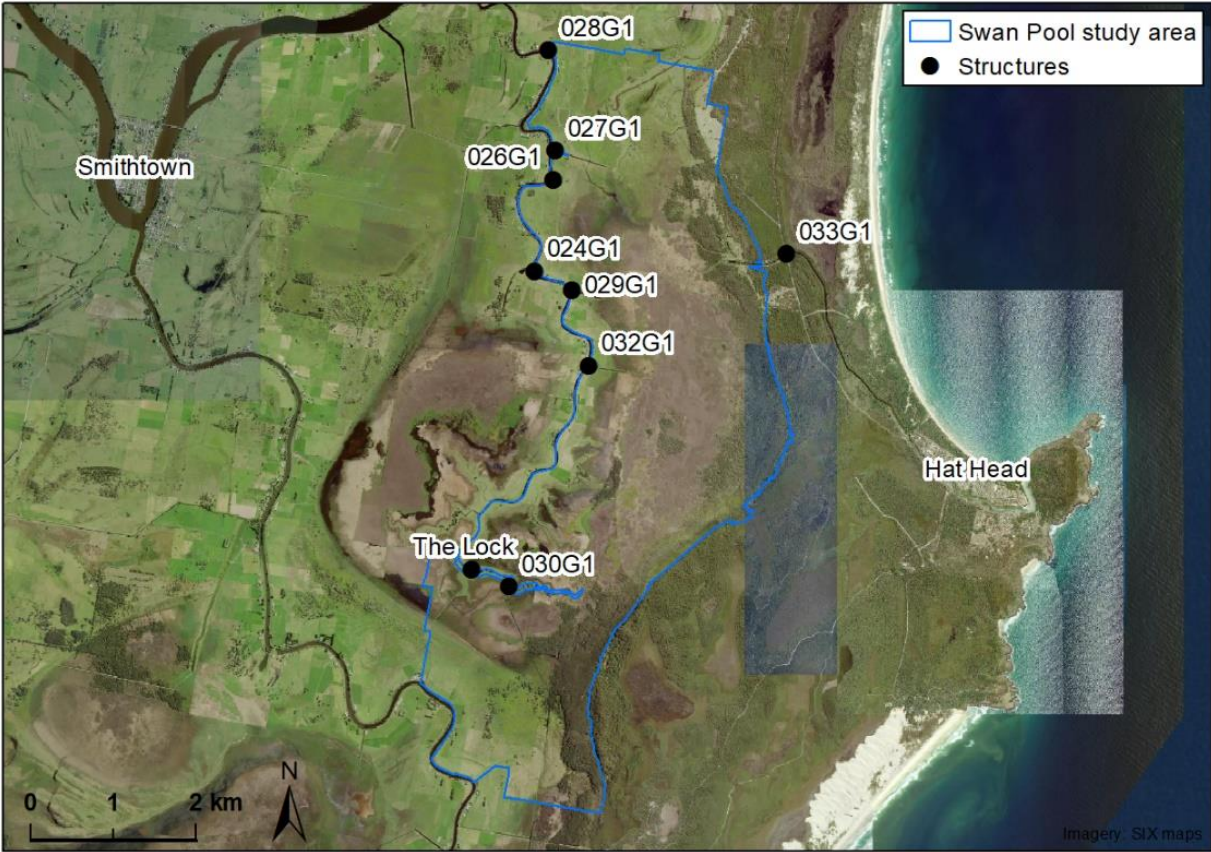 028G1
Swan Pool study area
Structures
027G1
026G1
Smithtown
033G1
024G1
029G1
032G1
Hat Head
The Lock
030G1
N
0 1 2 km
Imagery: SIX maps